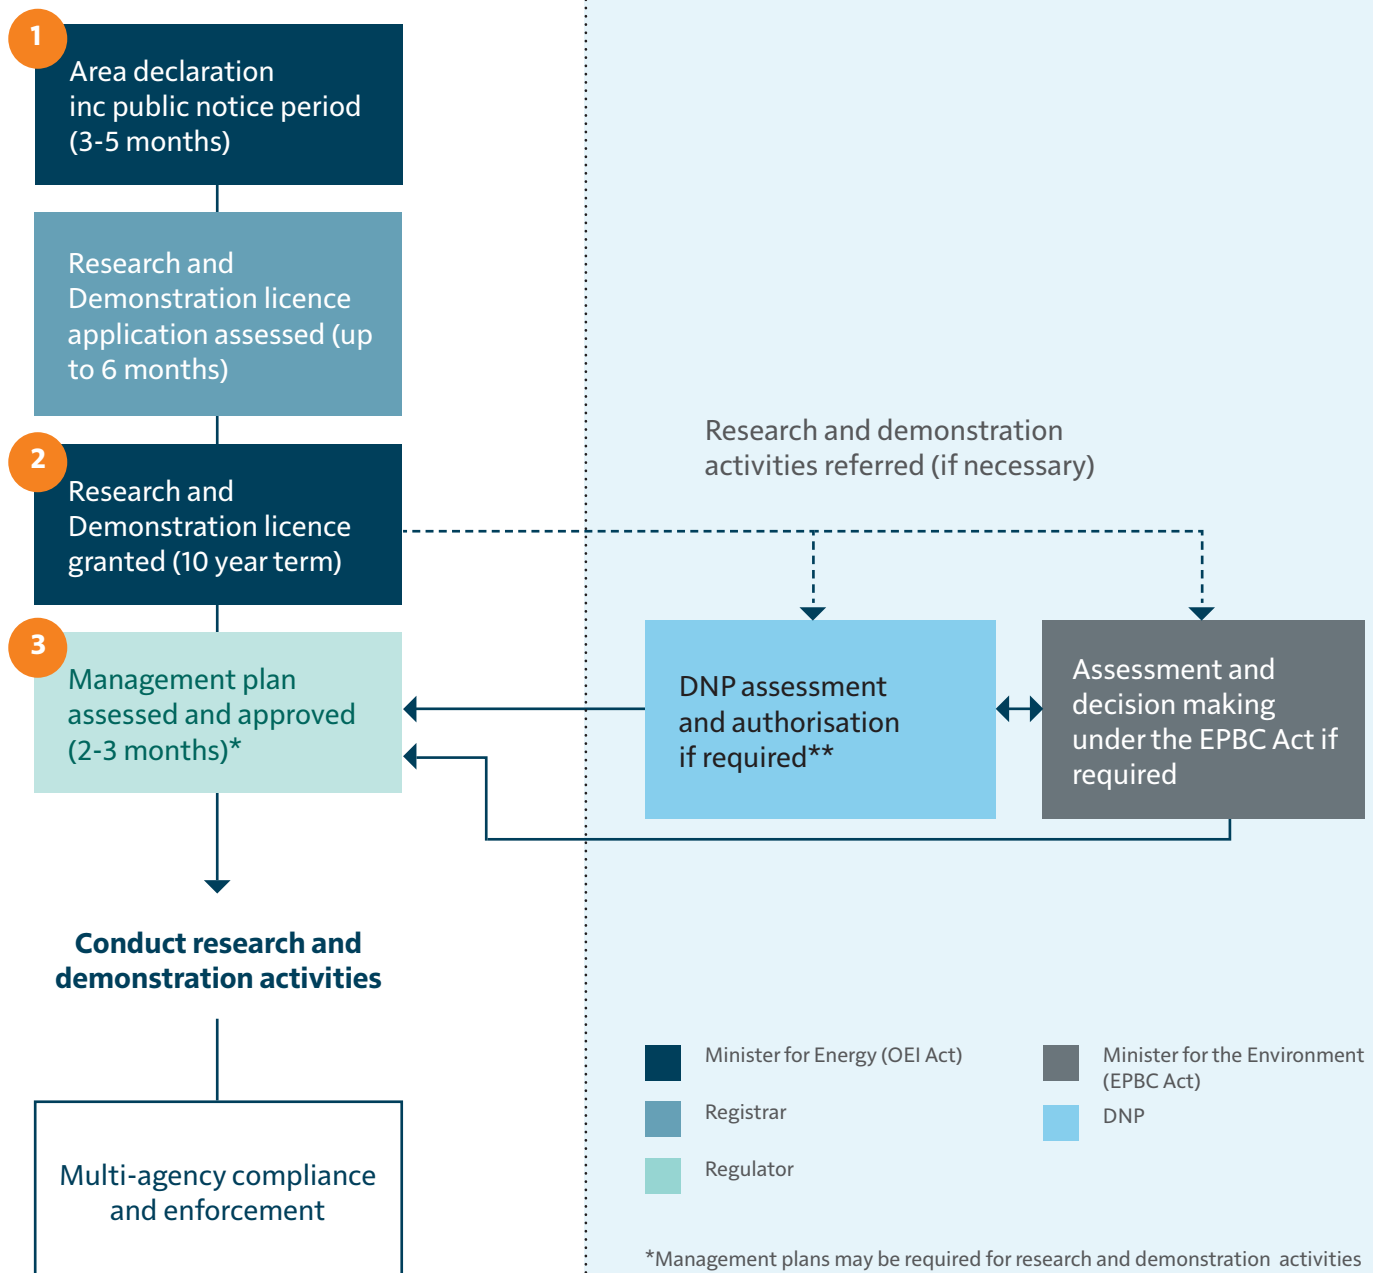 1
Area declaration
inc public notice period
(3-5 months)
Research and
Demonstration licence
application assessed (up
to 6 months)
2
Research and
Demonstration licence
granted (10 year term)
Research and demonstration
activities referred (if necessary)
3
Management plan
assessed and approved
(2-3 months)*
DNP assessment
and authorisation
if required**
Assessment and
decision making
under the EPBC Act if
required
Conduct research and
demonstration activities
Multi-agency compliance
and enforcement
Minister for Energy (OEI Act)
Registrar
Regulator
Minister for the Environment
(EPBC Act)
DNP
*Management plans may be required for research and demonstration activities